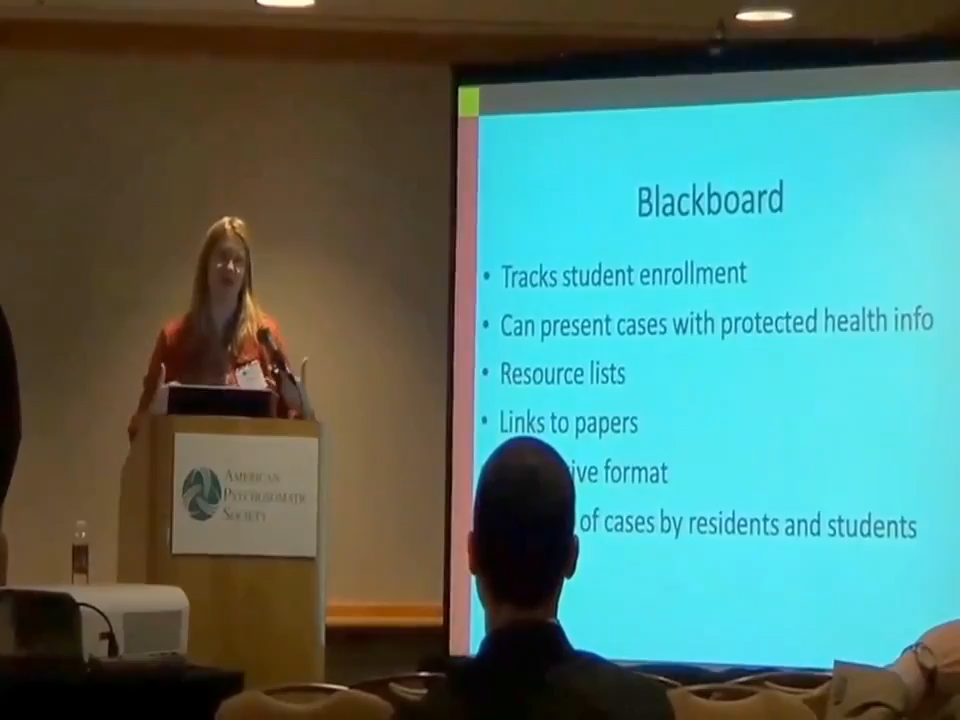 Blackboard
• Tracks student enrollment
• Can present cases with protected health info
• Resource lists
• Links to papers
format
of cases by residents and students
AMERICAN
PSYCHOSOMATIC
SOCIETY